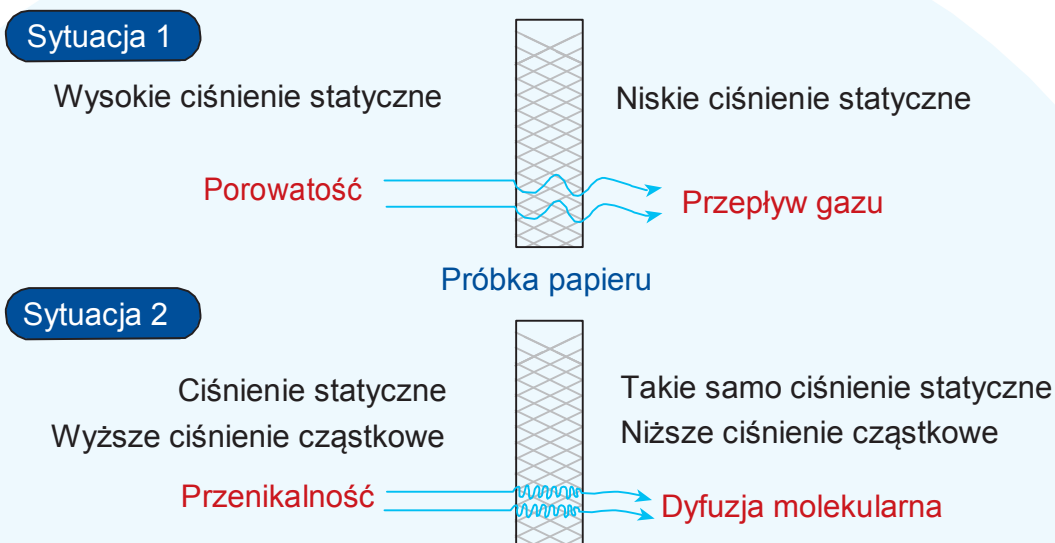 Sytuacja 1
Wysokie ciśnienie statyczne
Niskie ciśnienie statyczne
Porowatość
Przepływ gazu
Próbka papieru
Sytuacja 2
Ciśnienie statyczne
Takie samo ciśnienie statyczne
Wyższe ciśnienie cząstkowe
Niższe ciśnienie cząstkowe
Przenikalność
Dyfuzja molekularna